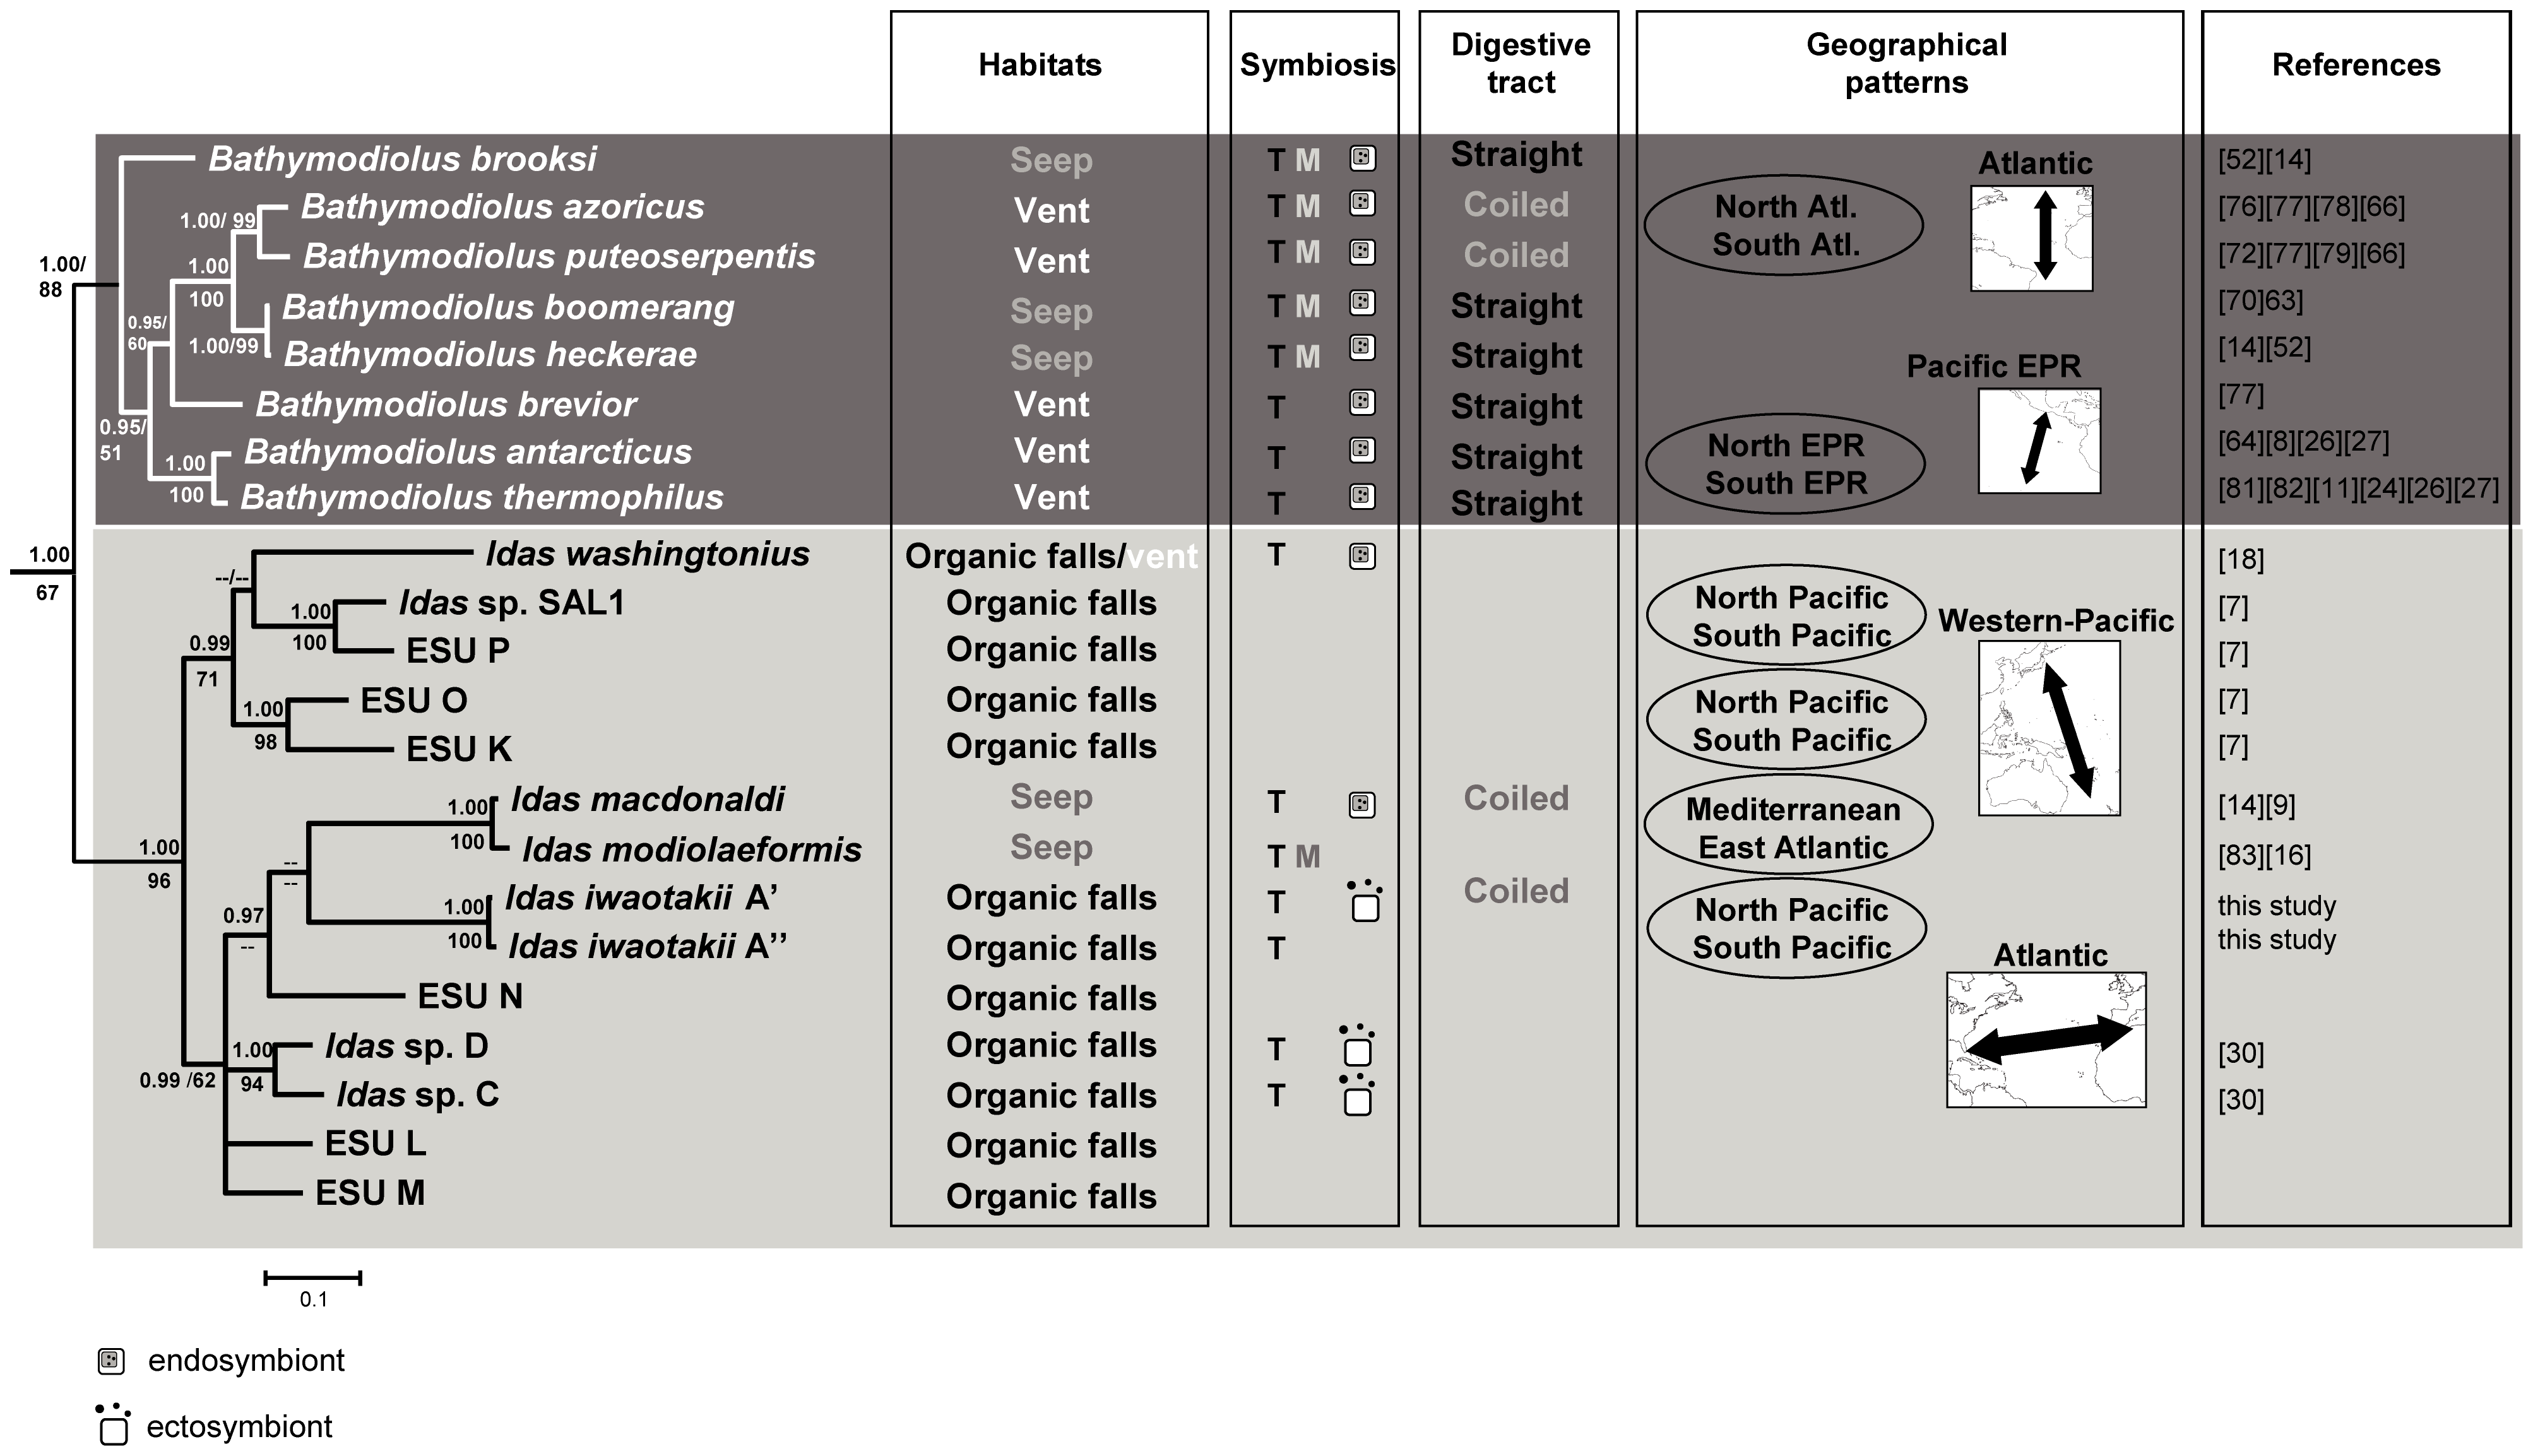 Habitats Symbiosis Digestive tract Geographical patterns References
Bathymodiolus brooksi Seep T M Straight Atlantic [52][14]
1.00/ 99 Bathymodiolus azoricus Vent T M Coiled North Atl. [76][77][78][66]
Bathymodiolus puteoserpentis Vent T M Coiled South Atl. [72][77][79][66]
1.00/
88
1.00
100
Bathymodiolus boomerang Seep T M Straight [70]63]
0.95/
60
1.00/99
Bathymodiolus heckerae Seep T M Straight [14][52]
Pacific EPR
Bathymodiolus brevior Vent T Straight [77]
0.95/
51
Bathymodiolus antarcticus Vent T Straight North EPR [64][8][26][27]
1.00
100
Bathymodiolus thermophilus Vent T Straight South EPR [81][82][11][24][26][27]
1.00
67
Idas washingtonius Organic falls/vent T [18]
--/--
1.00
100
Idas sp. SAL1 Organic falls North Pacific [7]
Western-Pacific
0.99
71
ESU P Organic falls South Pacific [7]
ESU O Organic falls North Pacific [7]
1.00
98
ESU K Organic falls South Pacific [7]
Idas macdonaldi Seep T Coiled Mediterranean [14][9]
1.00
100
Idas modiolaeformis Seep T M East Atlantic [83][16]
1.00
96
--
--
Idas iwaotakii A’ Organic falls T Coiled North Pacific this study
1.00
100
0.97
--
Idas iwaotakii A’’ Organic falls T South Pacific this study
Atlantic
ESU N Organic falls
Idas sp. D Organic falls T [30]
1.00
94
0.99 /62
Idas sp. C Organic falls T [30]
ESU L Organic falls
ESU M Organic falls
0.1
endosymbiont
ectosymbiont